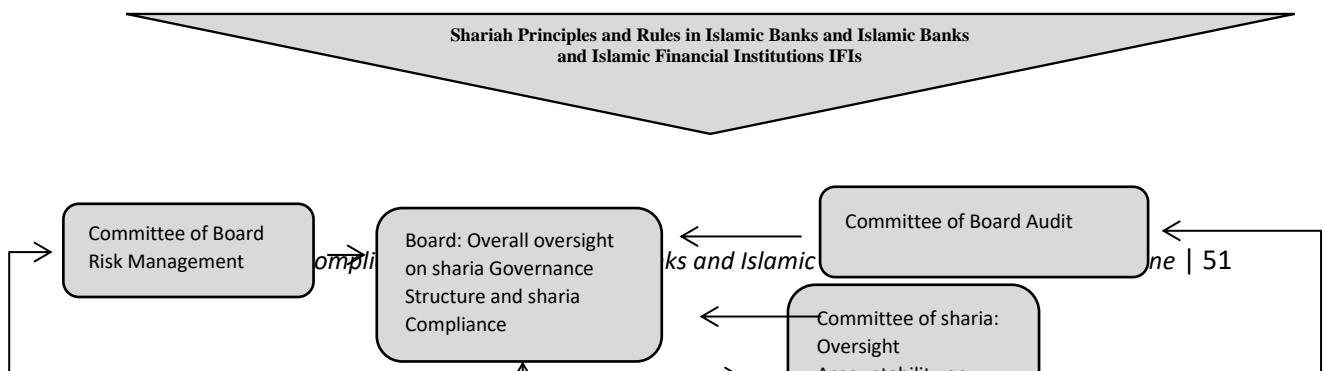 Shariah Principles and Rules in Islamic Banks and Islamic Banks
and Islamic Financial Institutions IFIs
Committee of Board
Risk Management
Board: Overall oversight
on sharia Governance
Structure and sharia
Compliance
Committee of Board Audit
and Islamic
| 51
Committee of sharia:
Oversight